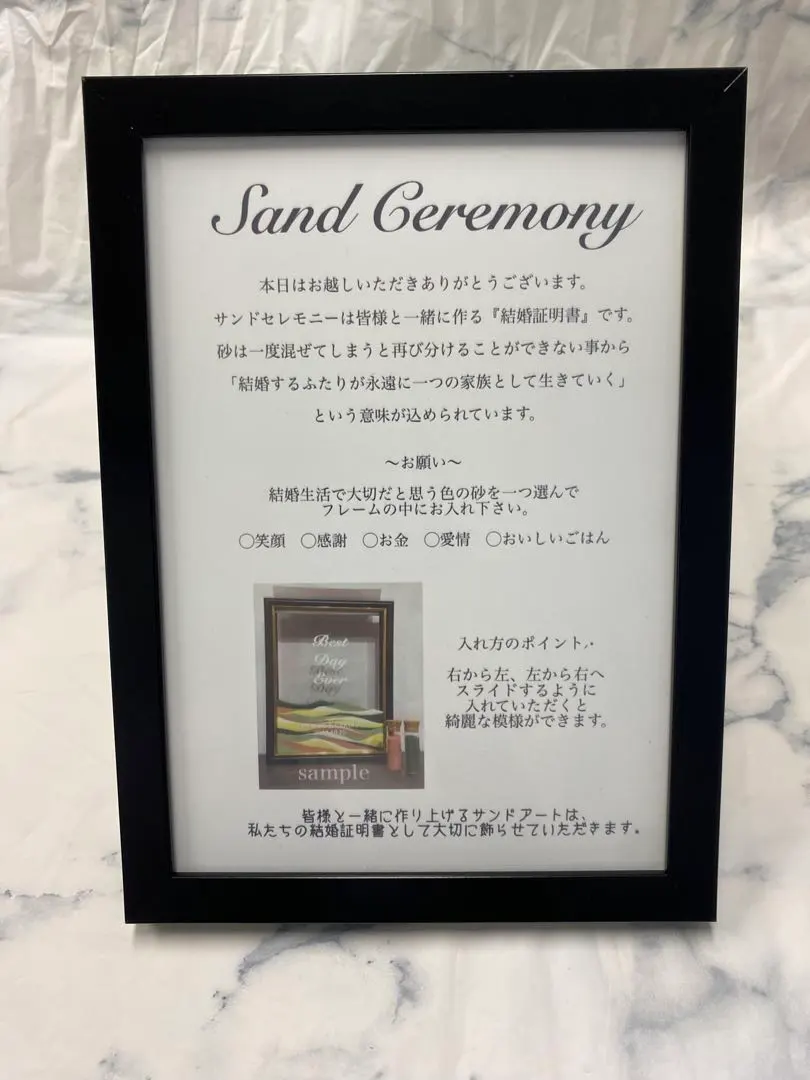 Sand Ceremony
本日はお越しいただきありがとうございます。
サンドセレモニーは皆様と一緒に作る『結婚証明書』です。
砂は一度混ぜてしまうと再び分けることができない事から
「結婚するふたりが永遠に一つの家族として生きていく」
という意味が込められています。
～お願い～
結婚生活で大切だと思う色の砂を一つ選んで
フレームの中にお入れ下さい。
◯笑顔 ◯感謝 ◯お金 ◯愛情 ◯おいしいごはん
Best
Day
Ever
sample
入れ方のポイント
右から左、左から右へ
スライドするように
入れていただくと
綺麗な模様ができます。
皆様と一緒に作り上げるサンドアートは、
私たちの結婚証明書として大切に飾らせていただきます。